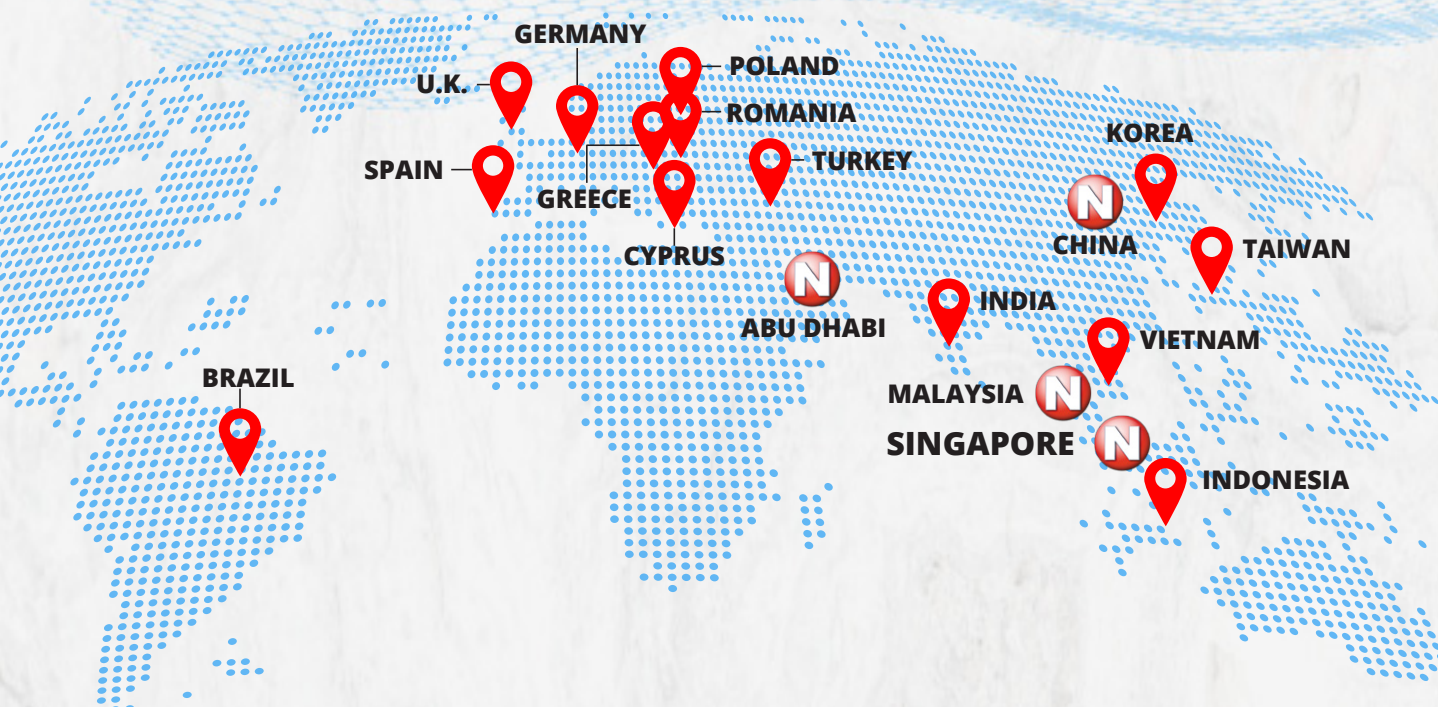 GERMANY
POLAND
U.K.
ROMANIA
KOREA
TURKEY
SPAIN
GREECE
N
CHINA
TAIWAN
CYPRUS
N
INDIA
ABU DHABI
VIETNAM
BRAZIL
MALAYSIA
N
SINGAPORE
N
INDONESIA